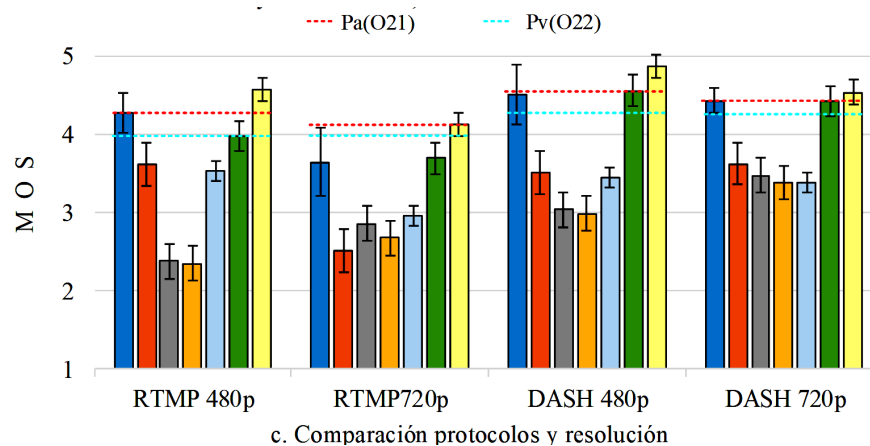 Pa(O21) Pv(O22)
5
4
3
2
1
M O S
RTMP 480p RTMP720p DASH 480p DASH 720p
c. Comparación protocolos y resolución